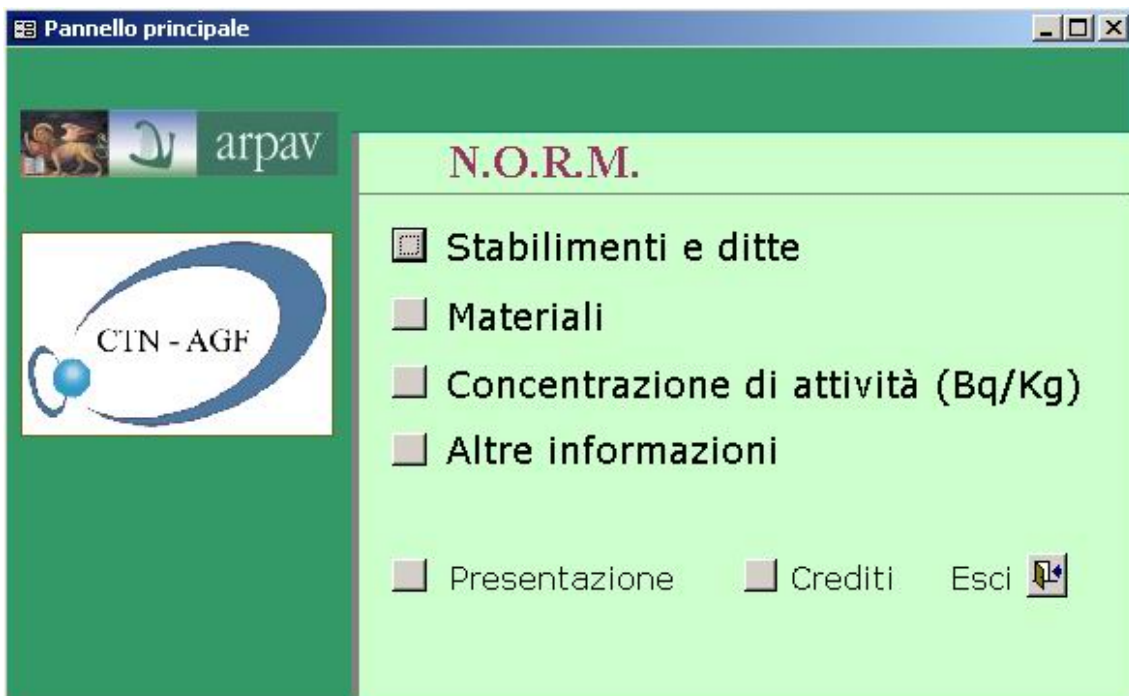 Pannello principale
arpav
N.O.R.M.
CTN - AGF
Stabilimenti e ditte
Materiali
Concentrazione di attività (Bq/Kg)
Altre informazioni
Presentazione Crediti Esci